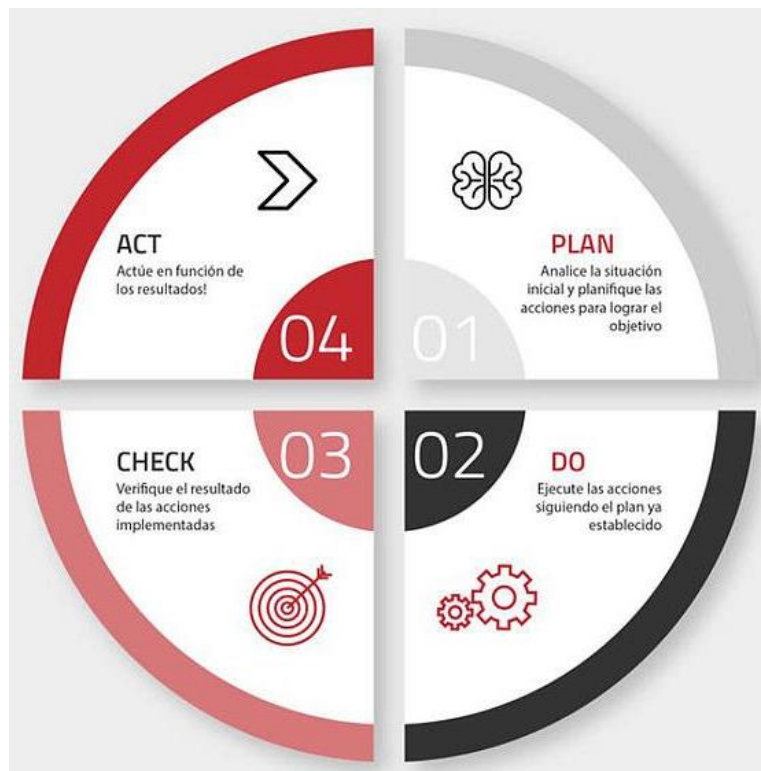 01
PLAN
Analice la situación
inicial y planifique las
acciones para lograr el
objetivo
02
DO
Ejecute las acciones
siguiendo el plan ya
establecido
03
CHECK
Verifique el resultado
de las acciones
implementadas
04
ACT
Actúe en función de
los resultados!